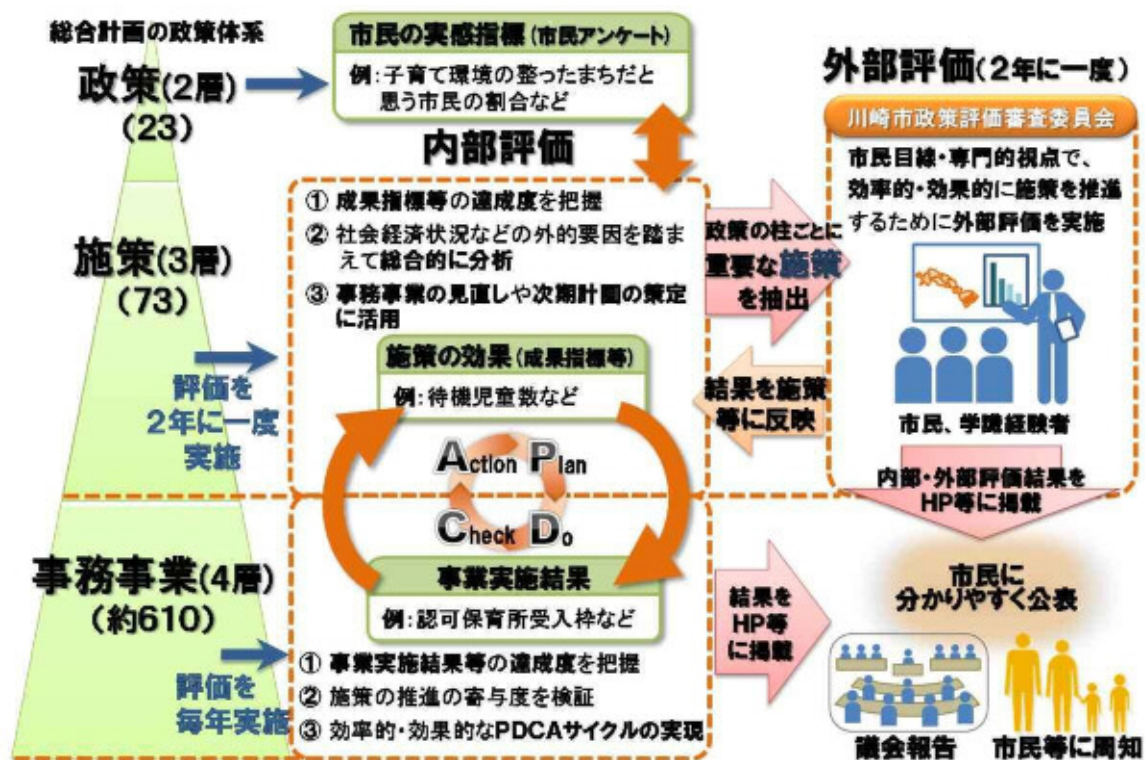 総合計画の政策体系
政策(2層)
(23)
市民の実感指標(市民アンケート)
例:子育て環境の整ったまちだと
思う市民の割合など
内部評価
① 成果指標等の達成度を把握
② 社会経済状況などの外的要因を踏ま
えて総合的に分析
③ 事務事業の見直しや次期計画の策定
に活用
施策(3層)
(73)
評価を
2年に一度
実施
施策の効果(成果指標等)
例:待機児童数など
Action Plan
Check Do
事業実施結果
例:認可保育所受入枠など
事務事業(4層)
(約610)
評価を
毎年実施
① 事業実施結果等の達成度を把握
② 施策の推進の寄与度を検証
③ 効率的・効果的なPDCAサイクルの実現
政策の柱ごとに
重要な施策
を抽出
結果を施策
等に反映
外部評価(2年に一度)
川崎市政策評価審査委員会
市民目線・専門的視点で、
効率的・効果的に施策を推進
するために外部評価を実施
市民、学識経験者
内部・外部評価結果を
HP等に掲載
結果を
HP等
に掲載
市民に
分かりやすく公表
議会報告
市民等に周知